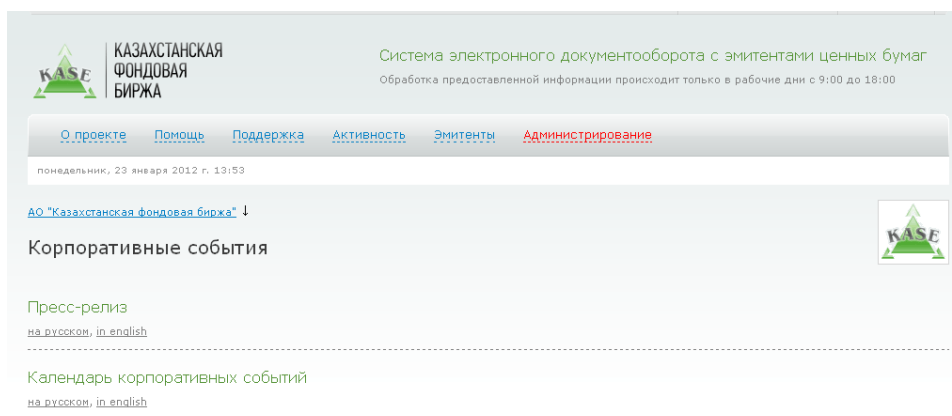 KASE
КАЗАХСТАНСКАЯ
ФОНДОВАЯ
БИРЖА
Система электронного документооборота с эмитентами ценных бумаг
Обработка предоставленной информации происходит только в рабочие дни с 9:00 до 18:00
О проекте Помощь Поддержка Активность Эмитенты Администрирование
понедельник, 23 января 2012 г. 13:53
АО "Казахстанская фондовая биржа" ↓
KASE
Корпоративные события
Пресс-релиз
на русском, in english
Календарь корпоративных событий
на русском, in english